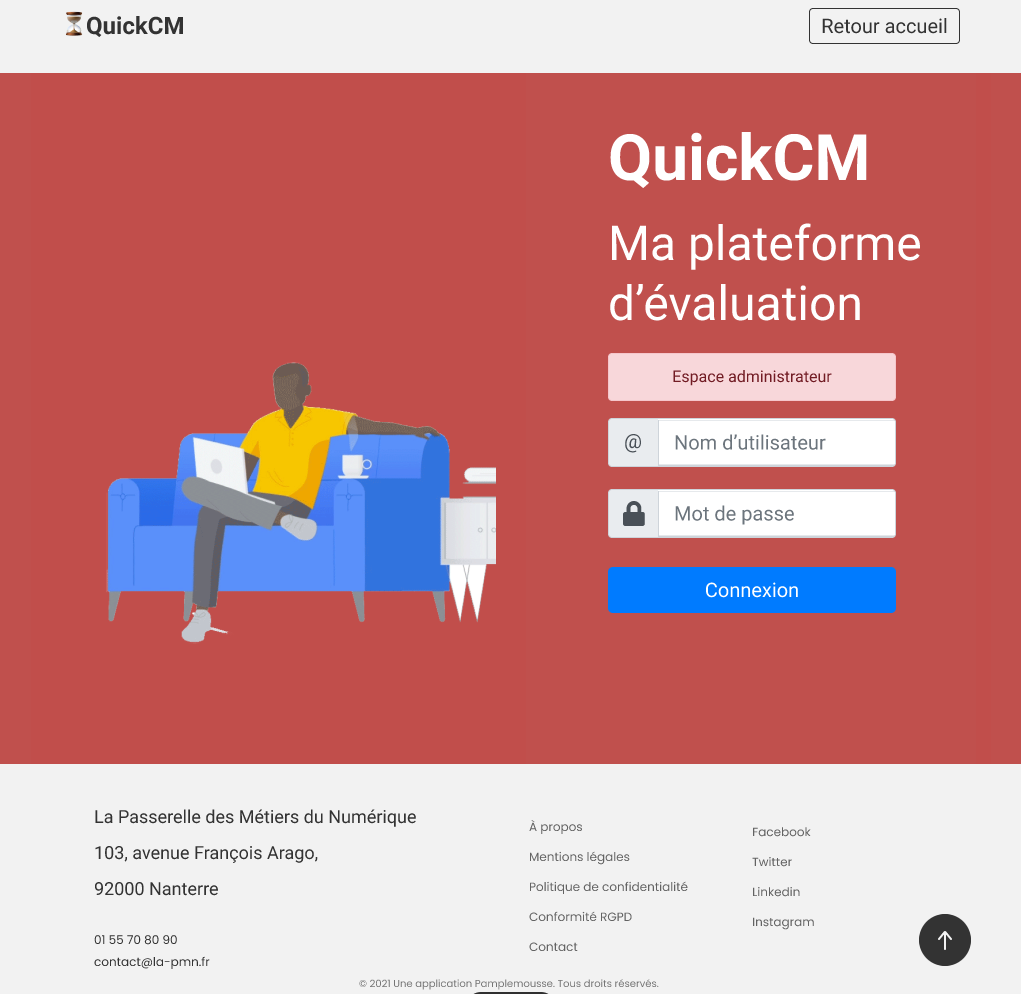 QuickCM
Retour accueil
QuickCM
Ma plateforme
d’évaluation
Espace administrateur
@ Nom d’utilisateur
Mot de passe
Connexion
La Passerelle des Métiers du Numérique
103, avenue François Arago,
92000 Nanterre
01 55 70 80 90
contact@la-pmn.fr
À propos
Mentions légales
Politique de confidentialité
Conformité RGPD
Contact
Facebook
Twitter
Linkedin
Instagram
© 2021 Une application Pamplemousse. Tous droits réservés.